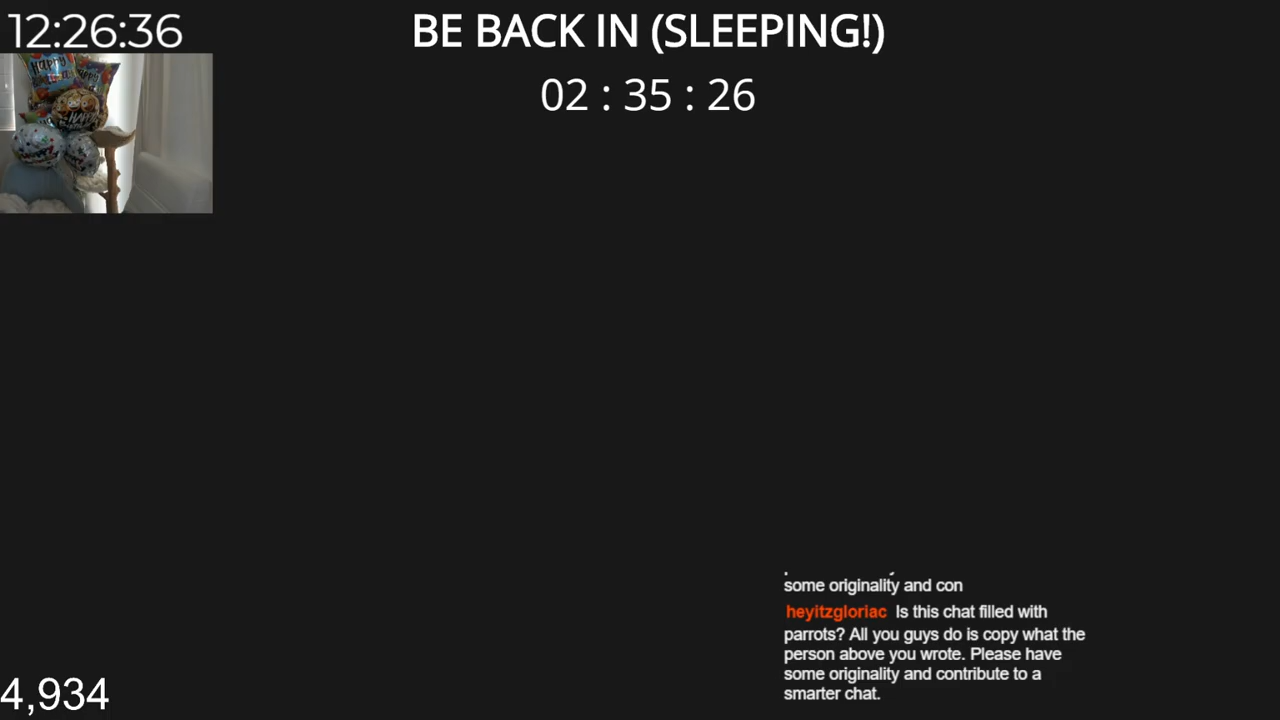 12:26:36
BE BACK IN (SLEEPING!)
02 : 35 : 26
HAPPY
some originality and con
heyitzgloriac Is this chat filled with
parrots? All you guys do is copy what the
person above you wrote. Please have
some originality and contribute to a
smarter chat.
4,934